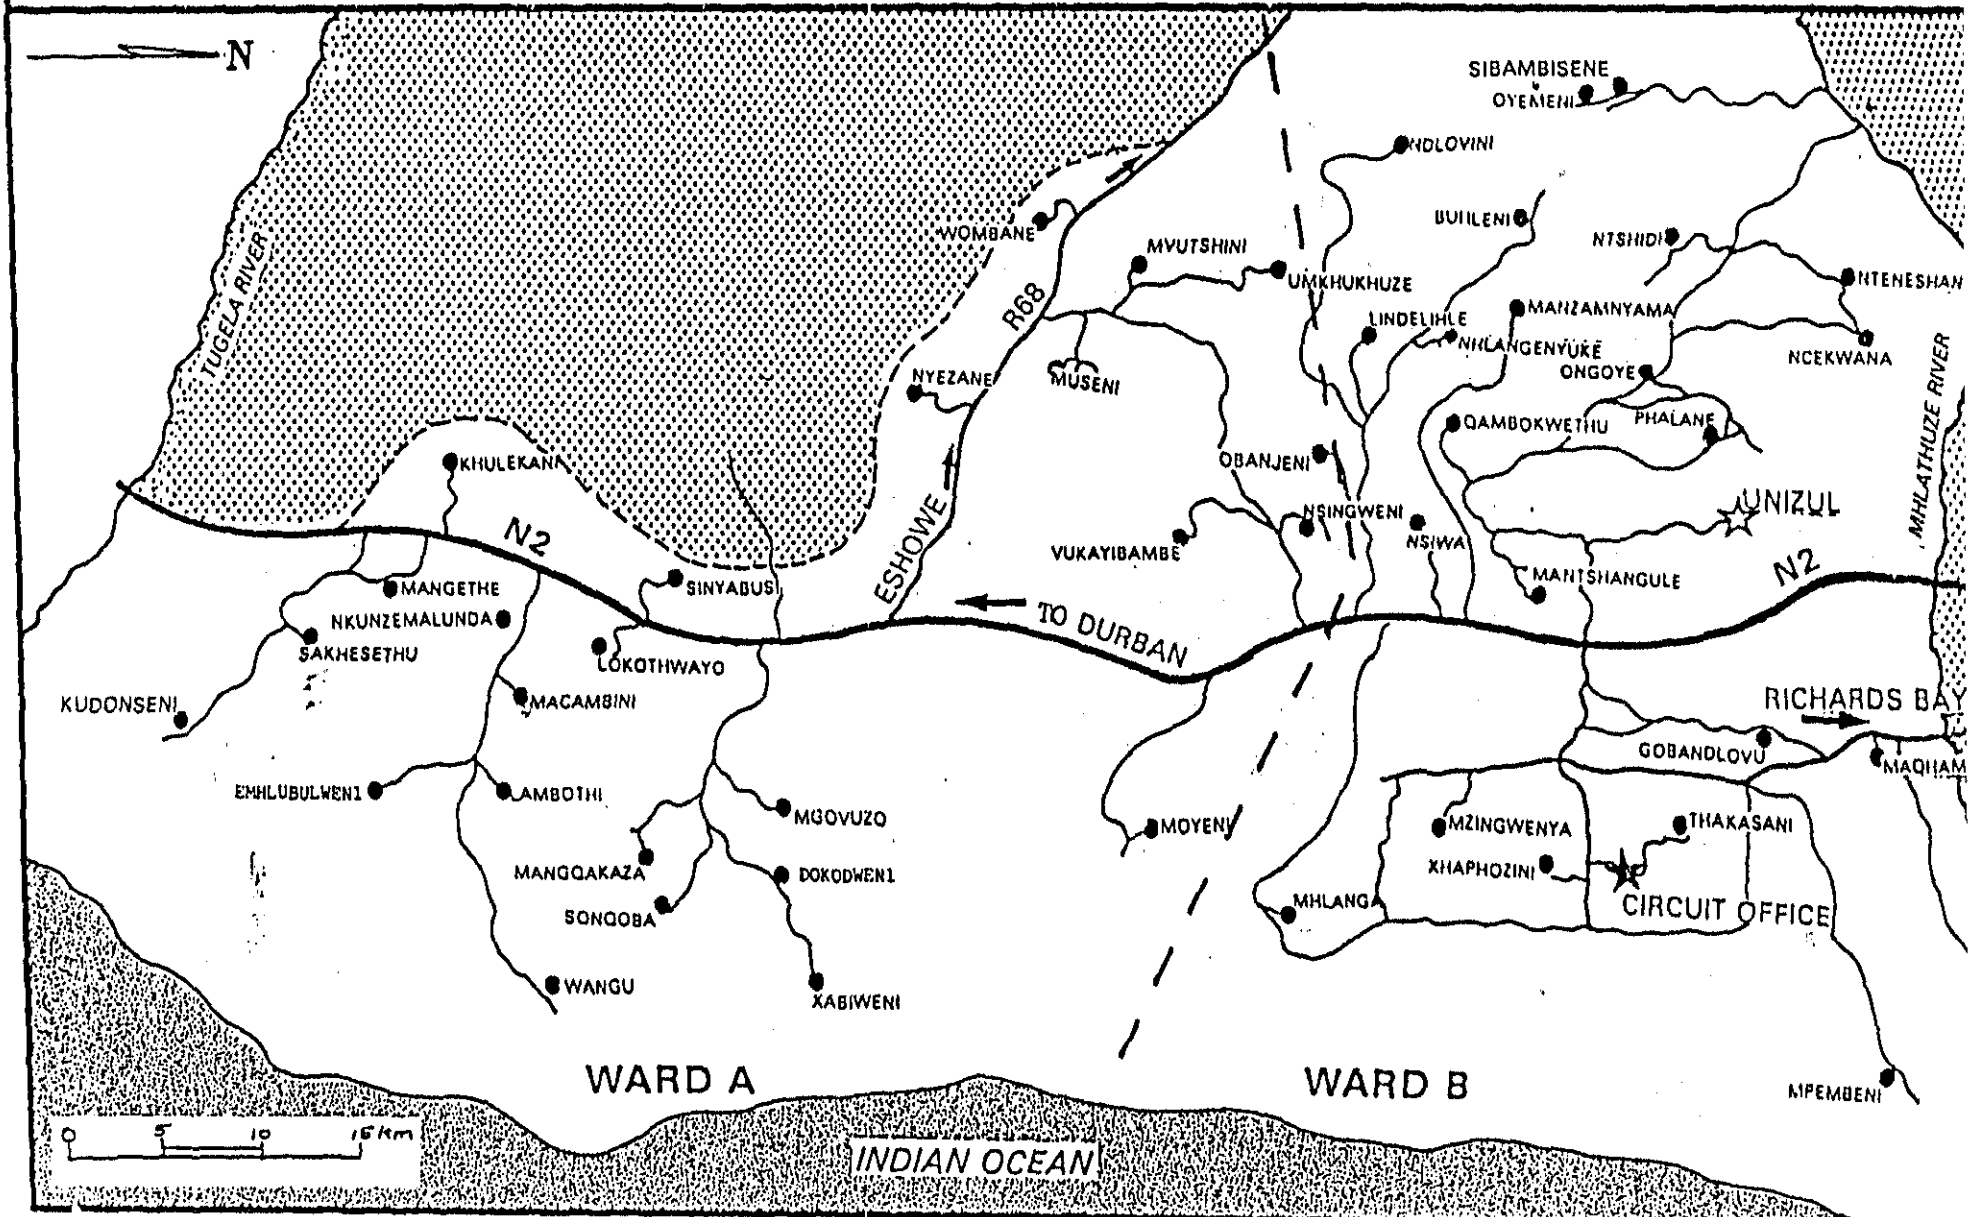 N
SIBAMBISENE
OYEMENI
NDLOVINI
BUHLENI
NTSHIDI
WOMBANE
MVUTSHINI
UMKHUKHUZE
NTENESHAN
TUGELA RIVER
R68
MANZAMNYAMA
LINDELIHLE
NHLANGENYUKE
NCEKWANA
ONGOYE
MHLATHUZE RIVER
NYEZANE
MUSENI
QAMBOKWETHU
PHALANE
KHULEKANI
OBANJENI
UNIZUL
N2
ESHOWE
NSINGWENI
NSIWA
VUKAYIBAMBE
MANTSHANGULE
N2
MANGETHE
SINYABUSI
NKUNZEMALUNDA
TO DURBAN
SAKHESETHU
LOKOTHWAYO
KUDONSENI
MACAMBINI
RICHARDS BAY
GOBANDLOVU
MAQHAM
EMHLUBULWENI
AMBOTHI
MGOVUZO
MOYENI
MZINGWENYA
THAKASANI
MANGQAKAZA
DOKODWENI
XHAPHOZINI
SONQOBA
MHLANGA
CIRCUIT OFFICE
WANGU
XABIWENI
WARD A
WARD B
MPEMBENI
0 5 10 15 km
INDIAN OCEAN